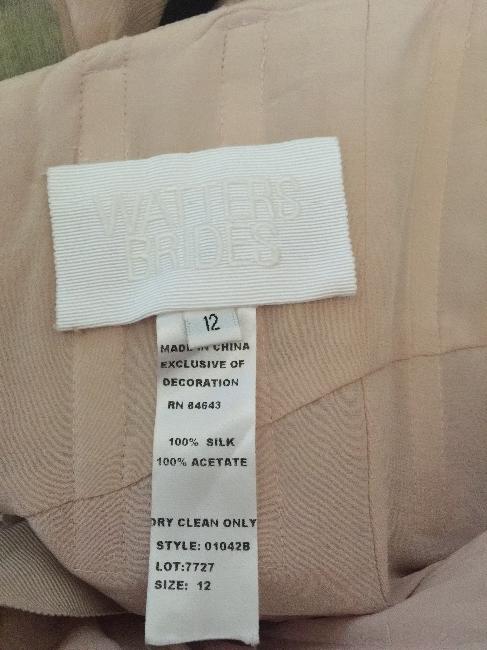 WATTERS
BRIDES
12
MADE IN CHINA
EXCLUSIVE OF
DECORATION
RN 84643
100% SILK
100% ACETATE
DRY CLEAN ONLY
STYLE: 01042B
LOT:7727
SIZE: 12